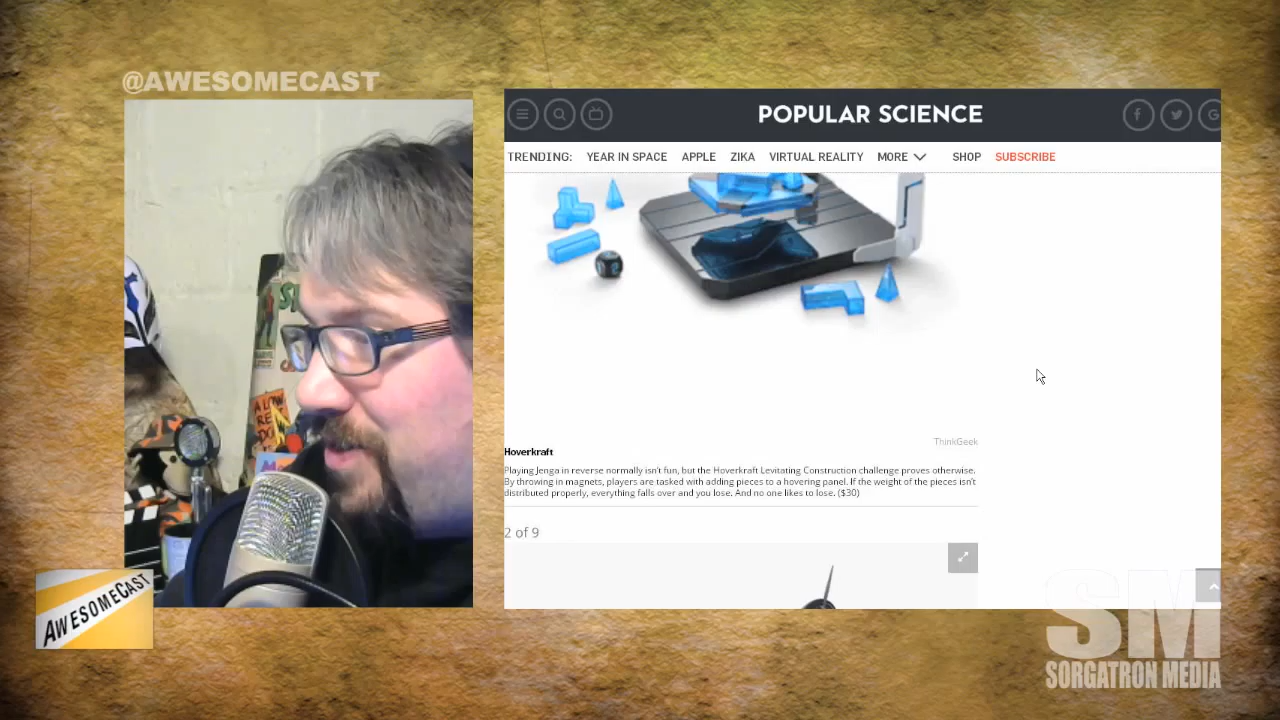 @AWESOMECAST
POPULAR SCIENCE
TRENDING: YEAR IN SPACE APPLE ZIKA VIRTUAL REALITY MORE SHOP SUBSCRIBE
ThinkGeek
Hoverkraft
Playing Jenga in reverse normally isn't fun, but the Hoverkraft Levitating Construction challenge proves otherwise.
By throwing in magnets, players are tasked with adding pieces to a hovering panel. If the weight of the pieces isn't
distributed properly, everything falls over and you lose. And no one likes to lose. ($30)
2 of 9
A LOW
AWESOMECAST
SM
SORGATRON MEDIA